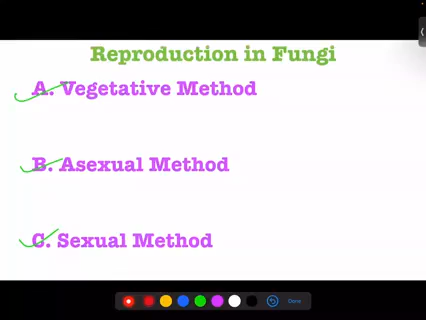 Reproduction in Fungi
A. Vegetative Method
B. Asexual Method
C. Sexual Method
Done